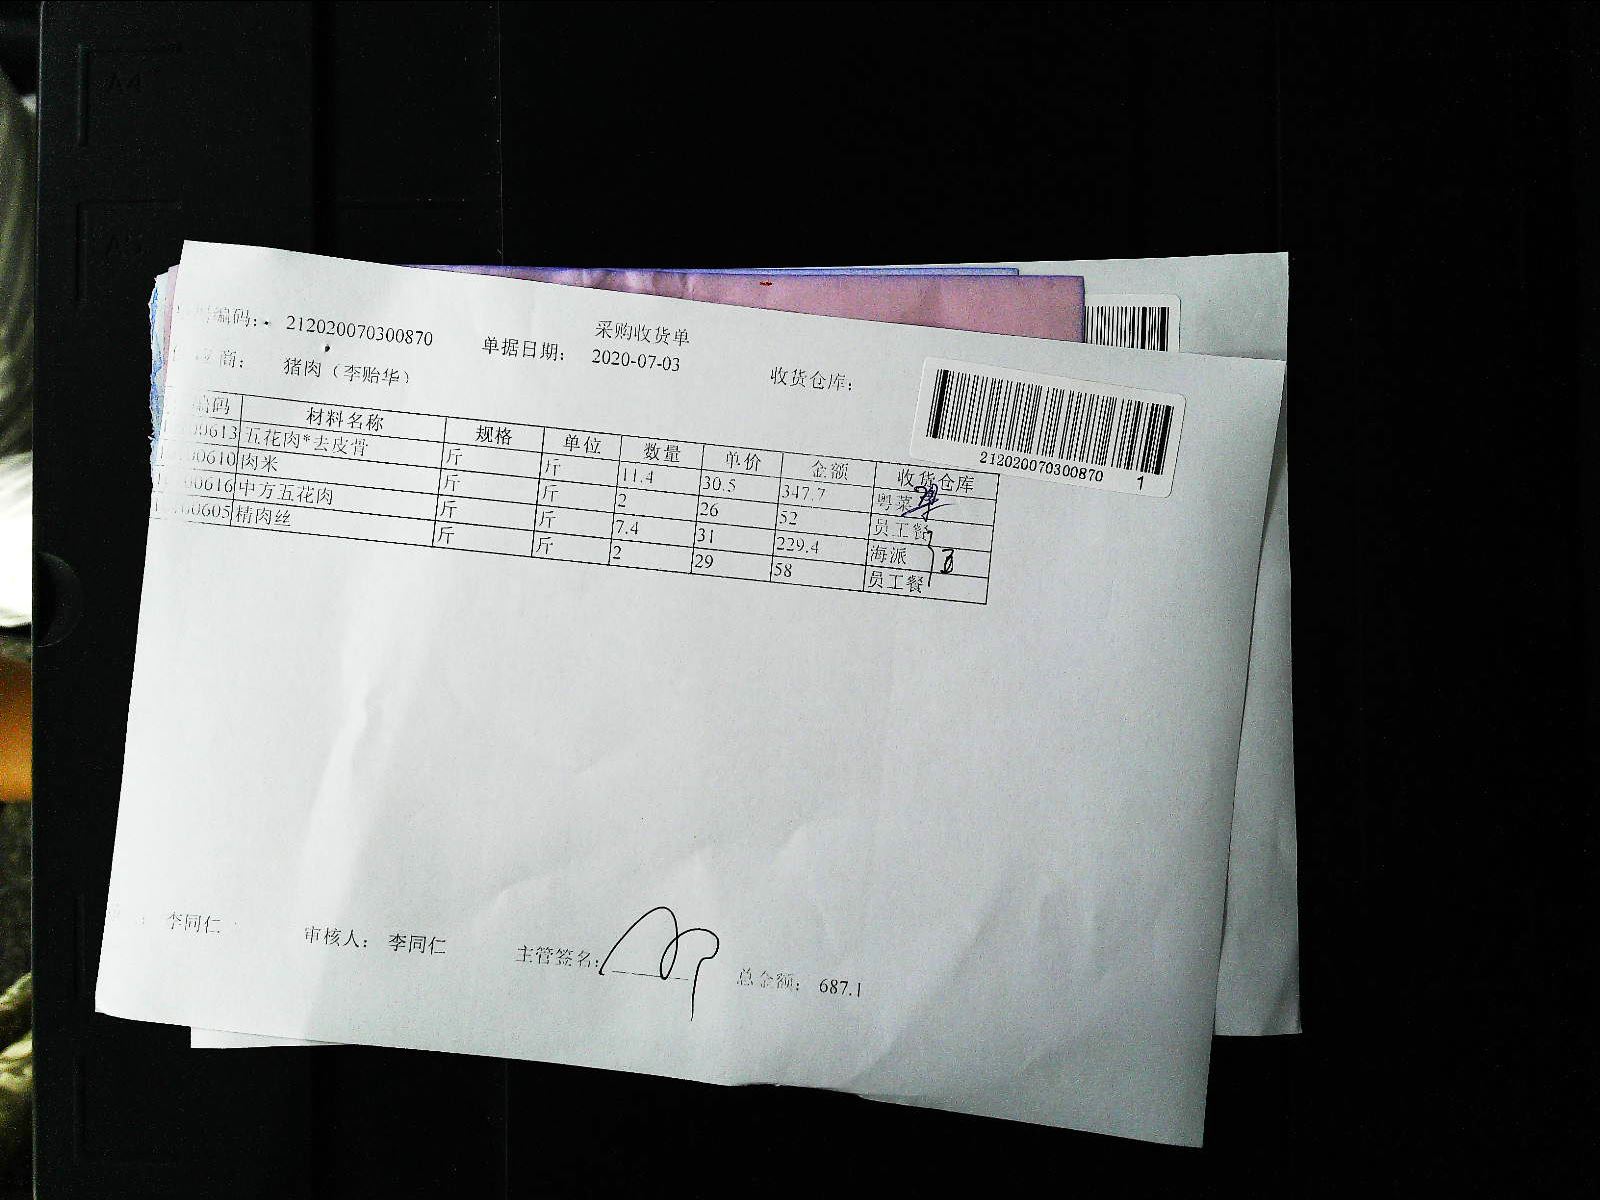 采购收货单
编码： 212020070300870 单据日期： 2020-07-03
商： 猪肉（李贻华） 收货仓库：
212020070300870 1
编码 材料名称 规格 单位 数量 单价 金额 收货仓库
00613 五花肉*去皮骨 斤 斤 11.4 30.5 347.7 粤菜
00610 肉米 斤 斤 2 26 52 员工餐
00616 中方五花肉 斤 斤 7.4 31 229.4 海派
00605 精肉丝 斤 斤 2 29 58 员工餐
李同仁 审核人： 李同仁 主管签名： 总金额： 687.1
A4
A5